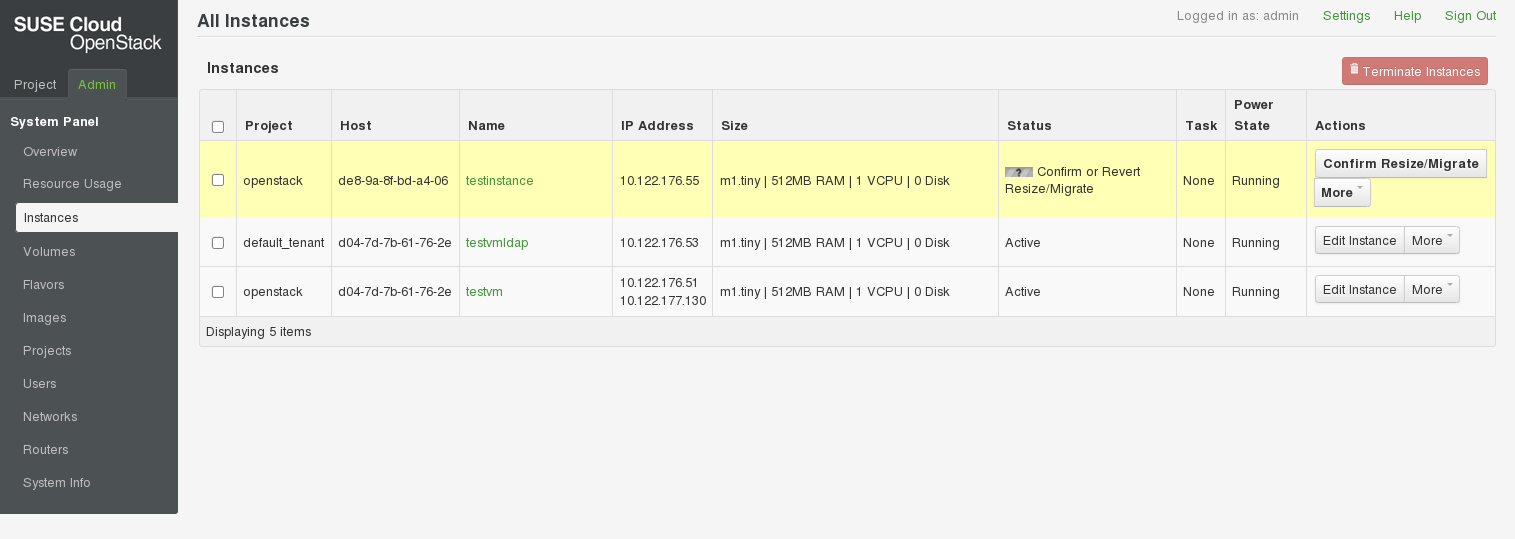 SUSE Cloud
OpenStack
All Instances
Logged in as: admin Settings Help Sign Out
Project Admin
System Panel
Overview
Resource Usage
Instances
Volumes
Flavors
Images
Projects
Users
Networks
Routers
System Info
Instances
Terminate Instances
Project Host Name IP Address Size Status Task Power State Actions
openstack de8-9a-8f-bd-a4-06 testinstance 10.122.176.55 m1.tiny | 512MB RAM | 1 VCPU | 0 Disk ? Confirm or Revert Resize/Migrate None Running Confirm Resize/Migrate
More
default_tenant d04-7d-7b-61-76-2e testvmldap 10.122.176.53 m1.tiny | 512MB RAM | 1 VCPU | 0 Disk Active None Running Edit Instance More
openstack d04-7d-7b-61-76-2e testvm 10.122.176.51 10.122.177.130 m1.tiny | 512MB RAM | 1 VCPU | 0 Disk Active None Running Edit Instance More
Displaying 5 items